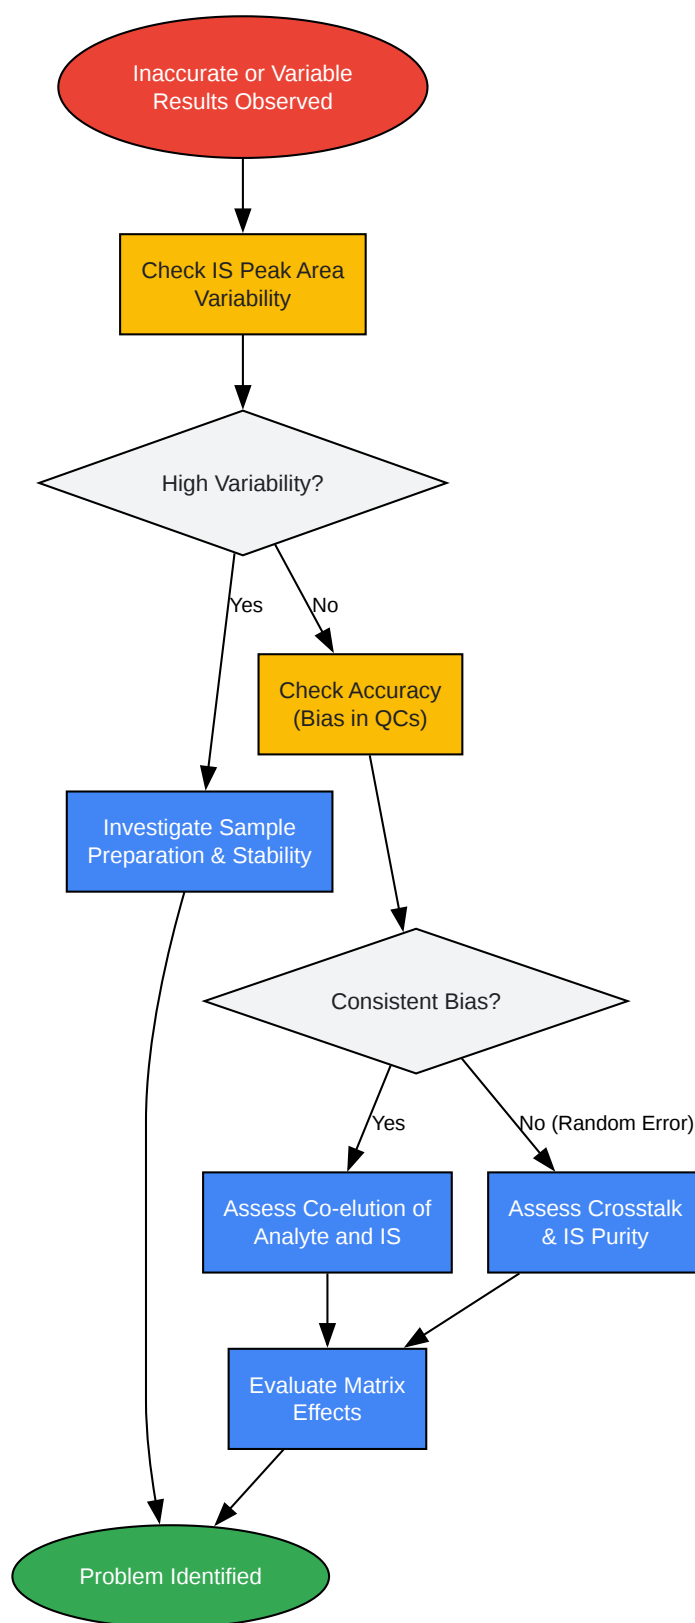 Inaccurate or Variable
Results Observed
Check IS Peak Area
Variability
High Variability?
Yes
No
Check Accuracy
(Bias in QCs)
Investigate Sample
Preparation & Stability
Consistent Bias?
Yes
No (Random Error)
Assess Co-elution of
Analyte and IS
Assess Crosstalk
& IS Purity
Evaluate Matrix
Effects
Problem Identified